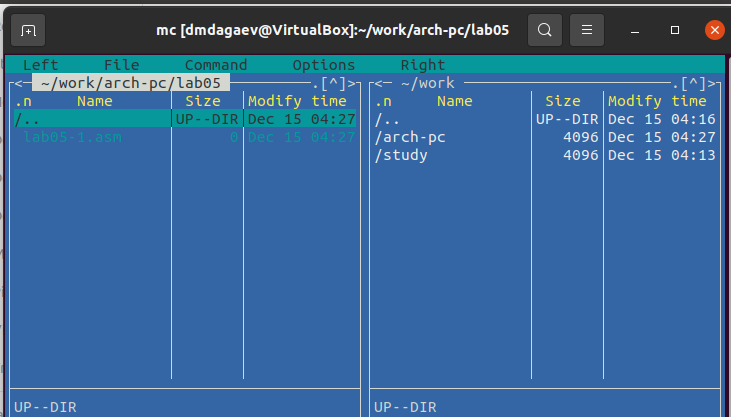 mc [dmdagaev@VirtualBox]:~/work/arch-pc/lab05
Left File Command Options Right
<─ ~/work/arch-pc/lab05 ─.[^]> <─ ~/work ─.[^]>
.n Name Size Modify time .n Name Size Modify time
/.. UP--DIR Dec 15 04:27 /.. UP--DIR Dec 15 04:16
lab05-1.asm 0 Dec 15 04:27 /arch-pc 4096 Dec 15 04:27
/study 4096 Dec 15 04:13
UP--DIR UP--DIR